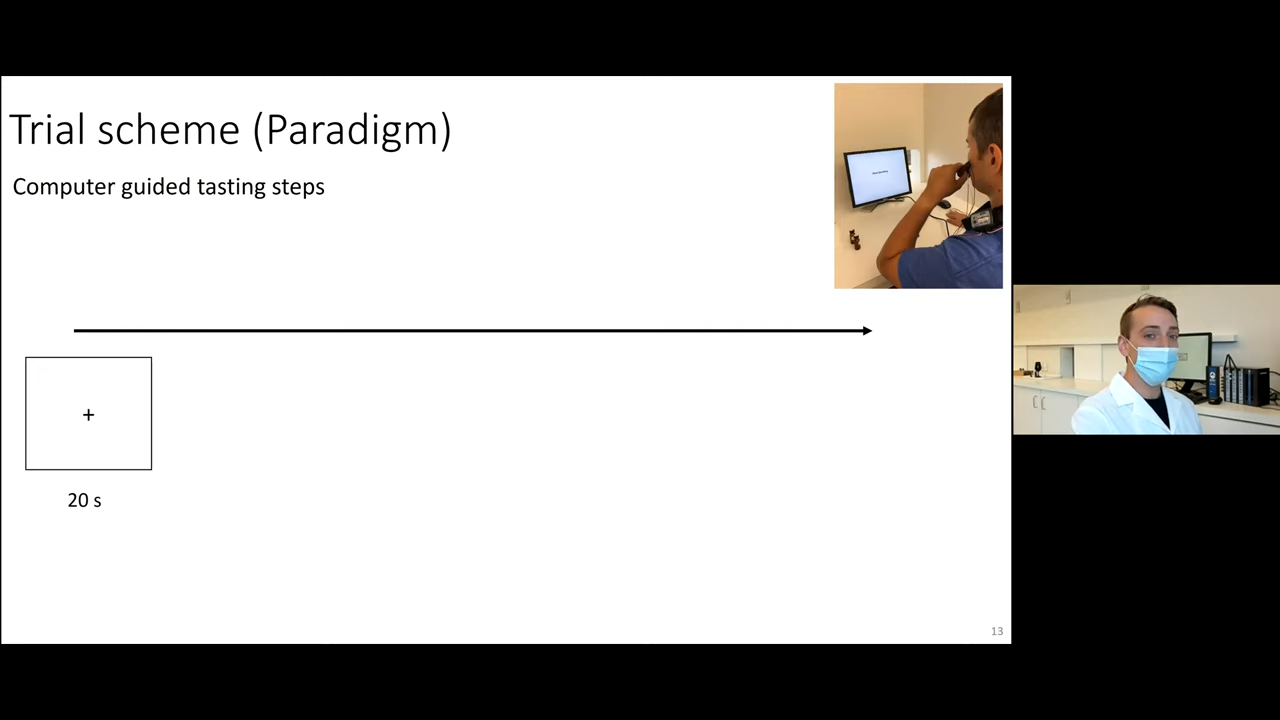 Trial scheme (Paradigm)
Computer guided tasting steps
+
20 s
13